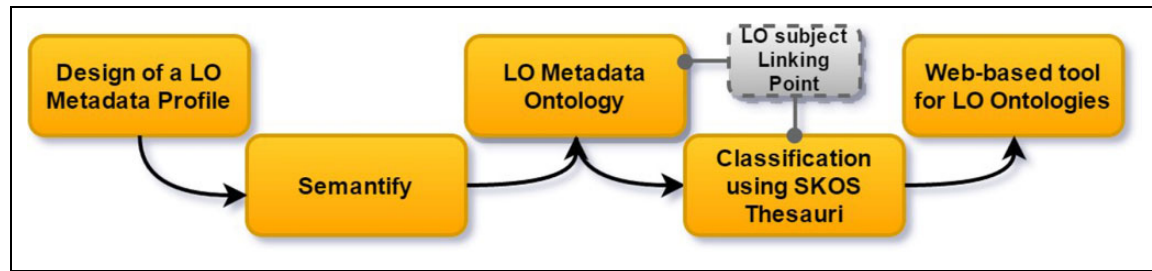 Design of a LO
Metadata Profile
Semantify
LO Metadata
Ontology
LO subject
Linking
Point
Classification
using SKOS
Thesauri
Web-based tool
for LO Ontologies